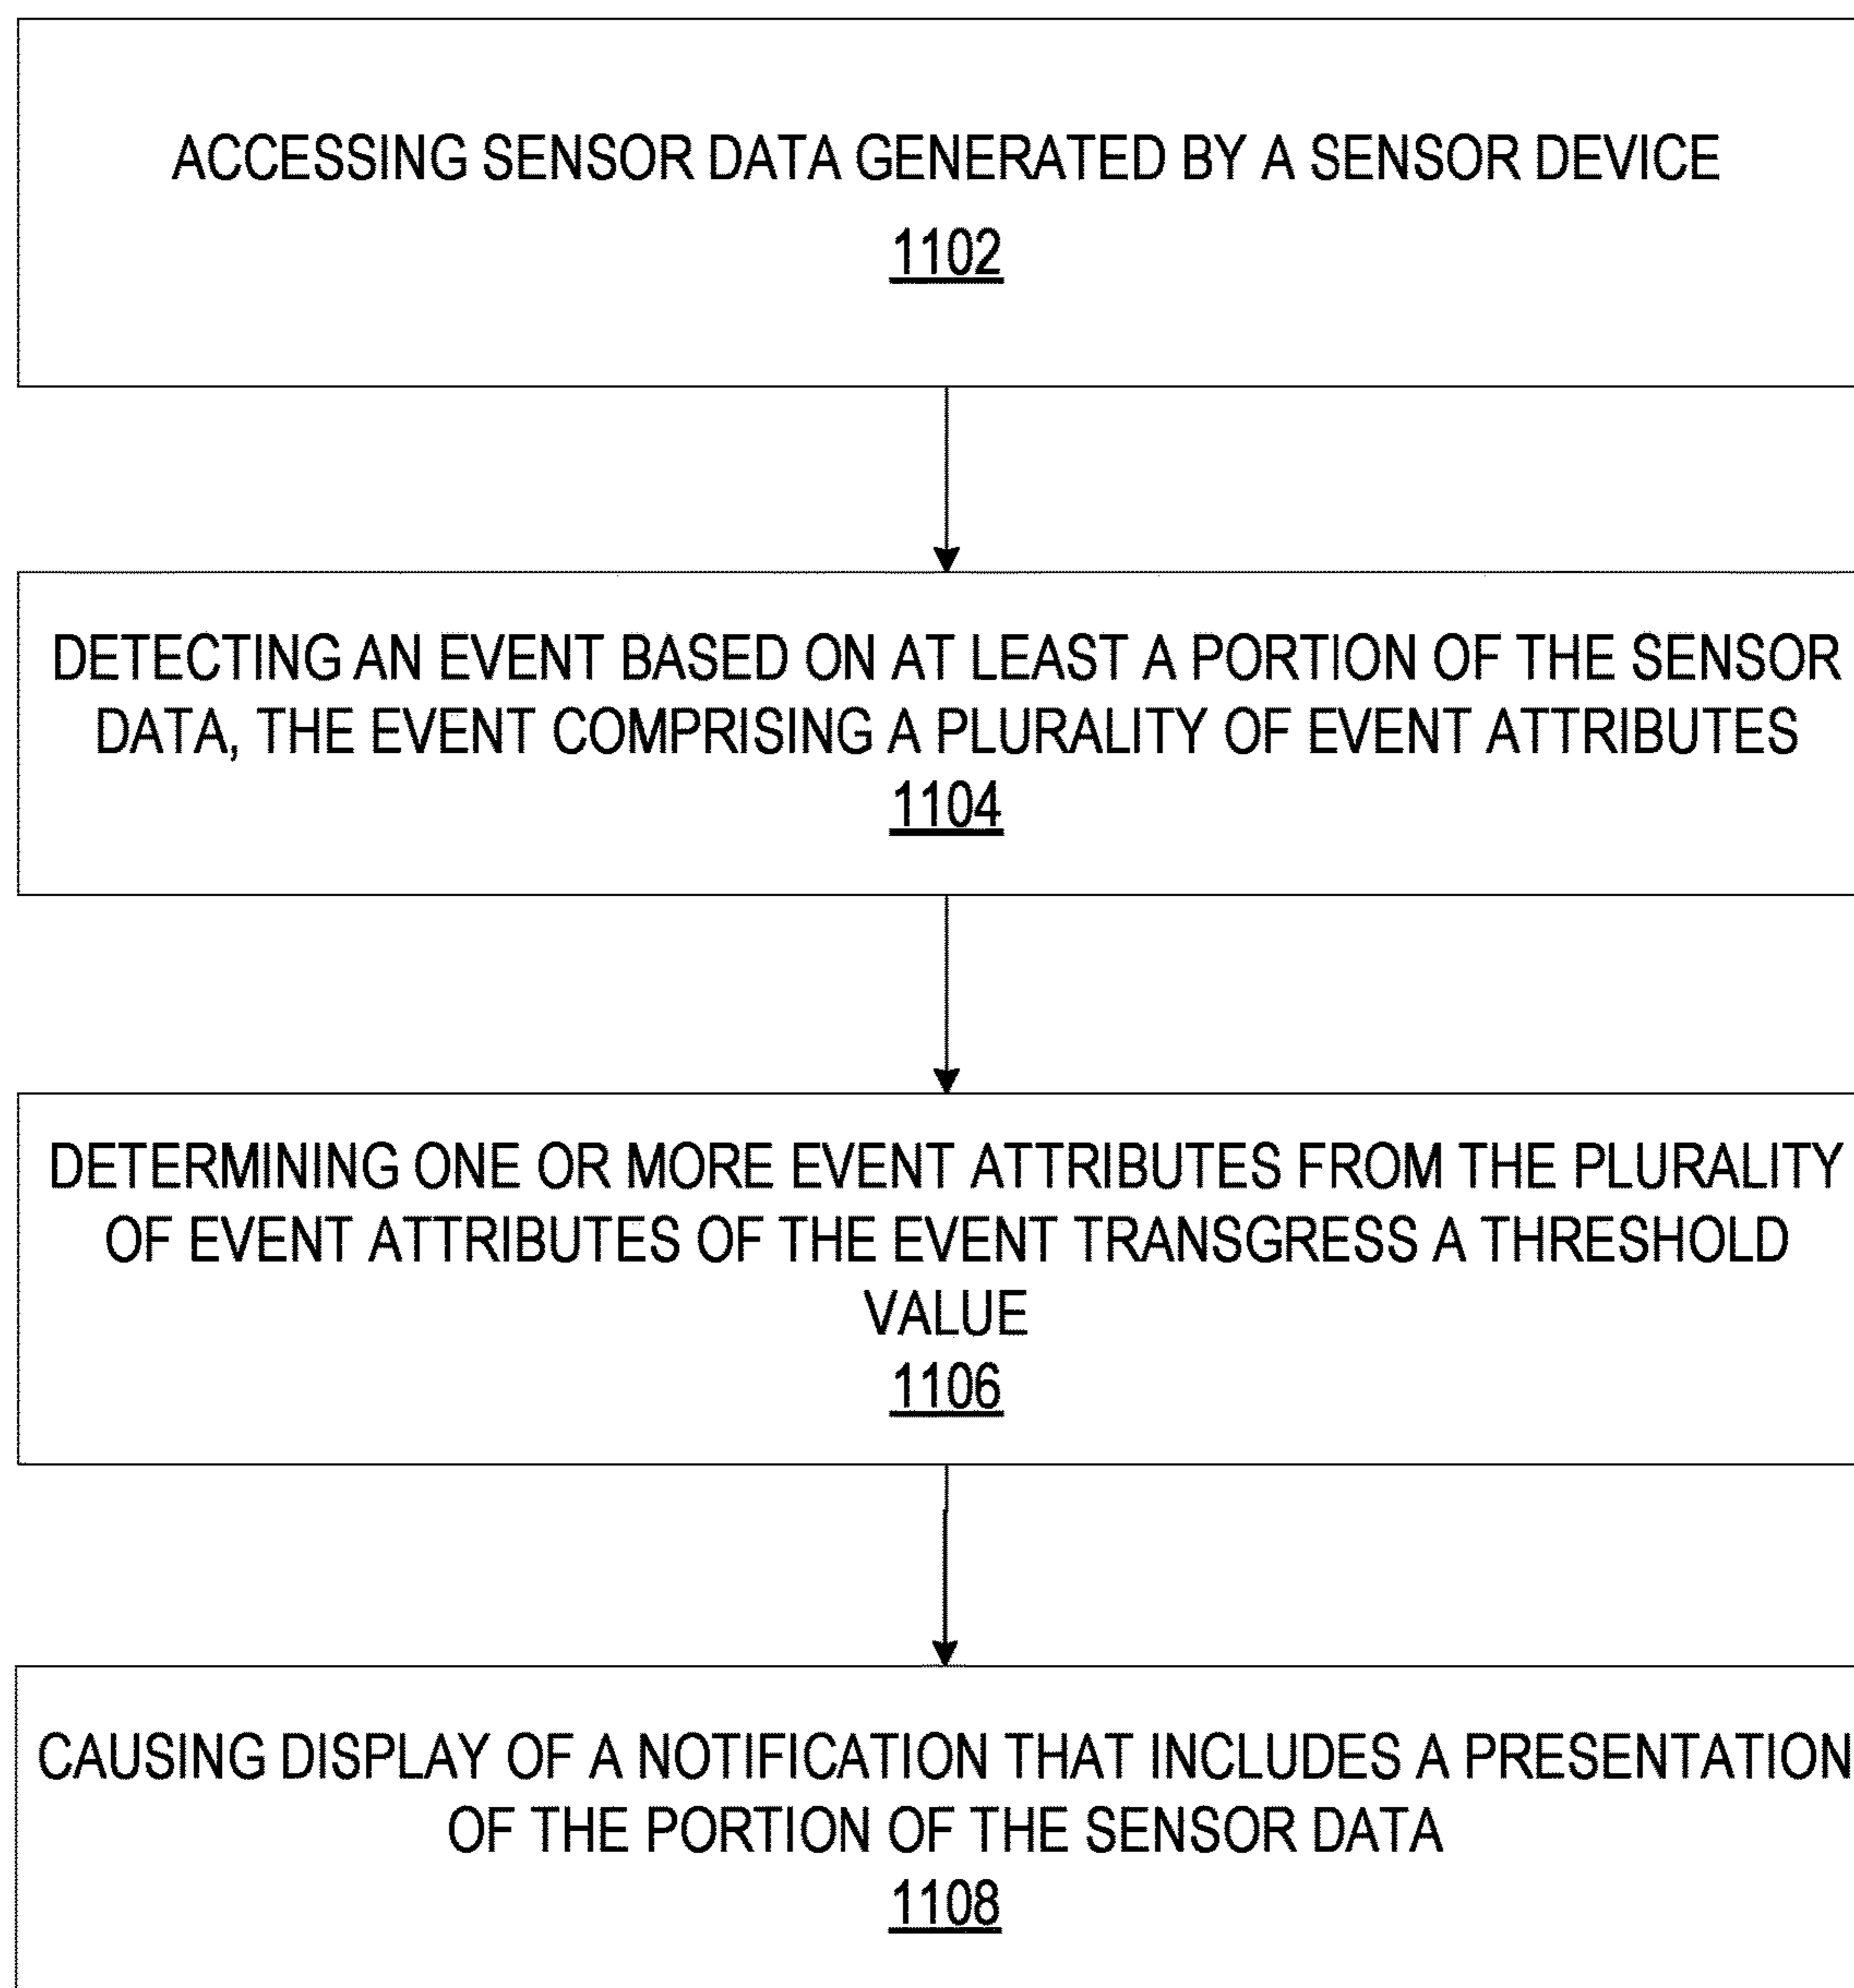 ACCESSING SENSOR DATA GENERATED BY A SENSOR DEVICE
1102
DETECTING AN EVENT BASED ON AT LEAST A PORTION OF THE SENSOR
DATA, THE EVENT COMPRISING A PLURALITY OF EVENT ATTRIBUTES
1104
DETERMINING ONE OR MORE EVENT ATTRIBUTES FROM THE PLURALITY
OF EVENT ATTRIBUTES OF THE EVENT TRANSGRESS A THRESHOLD
VALUE
1106
CAUSING DISPLAY OF A NOTIFICATION THAT INCLUDES A PRESENTATION
OF THE PORTION OF THE SENSOR DATA
1108